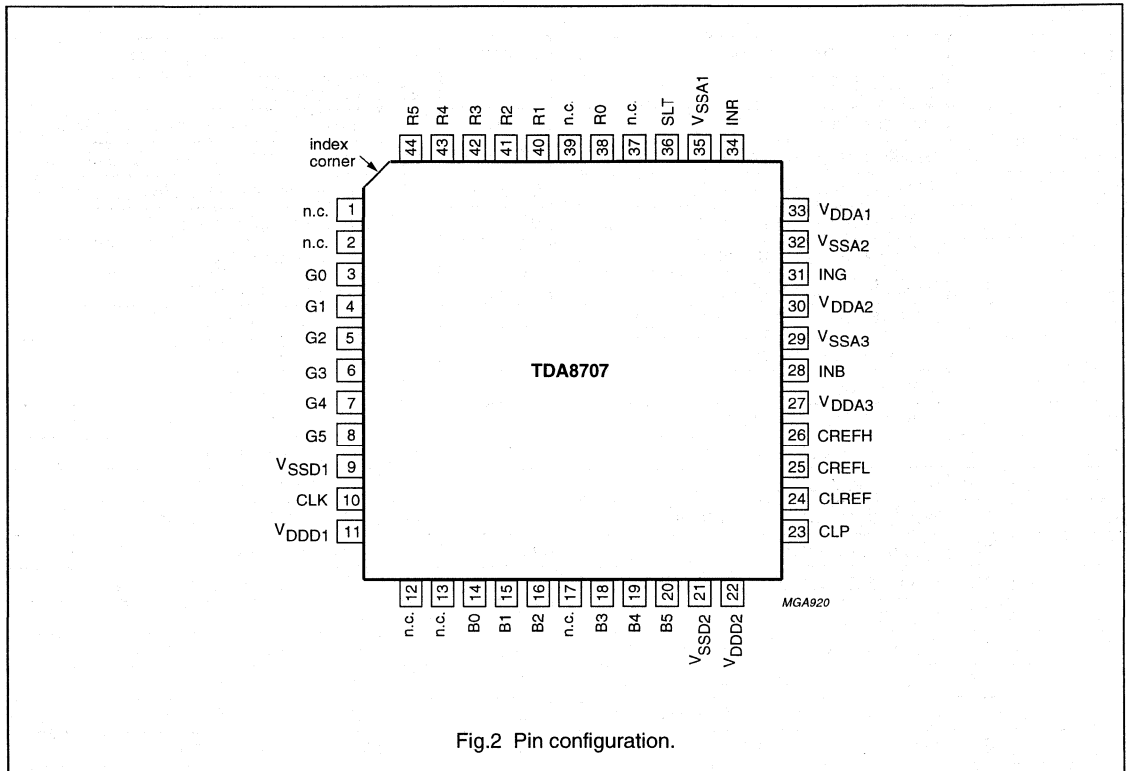 R5 R4 R3 R2 R1 n.c. R0 n.c. SLT VSSA1 INR
44 43 42 41 40 39 38 37 36 35 34
index
corner
n.c. 1
n.c. 2
G0 3
G1 4
G2 5
G3 6
G4 7
G5 8
VSSD1 9
CLK 10
VDDD1 11
TDA8707
33 VDDA1
32 VSSA2
31 ING
30 VDDA2
29 VSSA3
28 INB
27 VDDA3
26 CREFH
25 CREFL
24 CLREF
23 CLP
12 13 14 15 16 17 18 19 20 21 22
n.c. n.c. B0 B1 B2 n.c. B3 B4 B5 VSSD2 VDDD2
MGA920
Fig.2 Pin configuration.